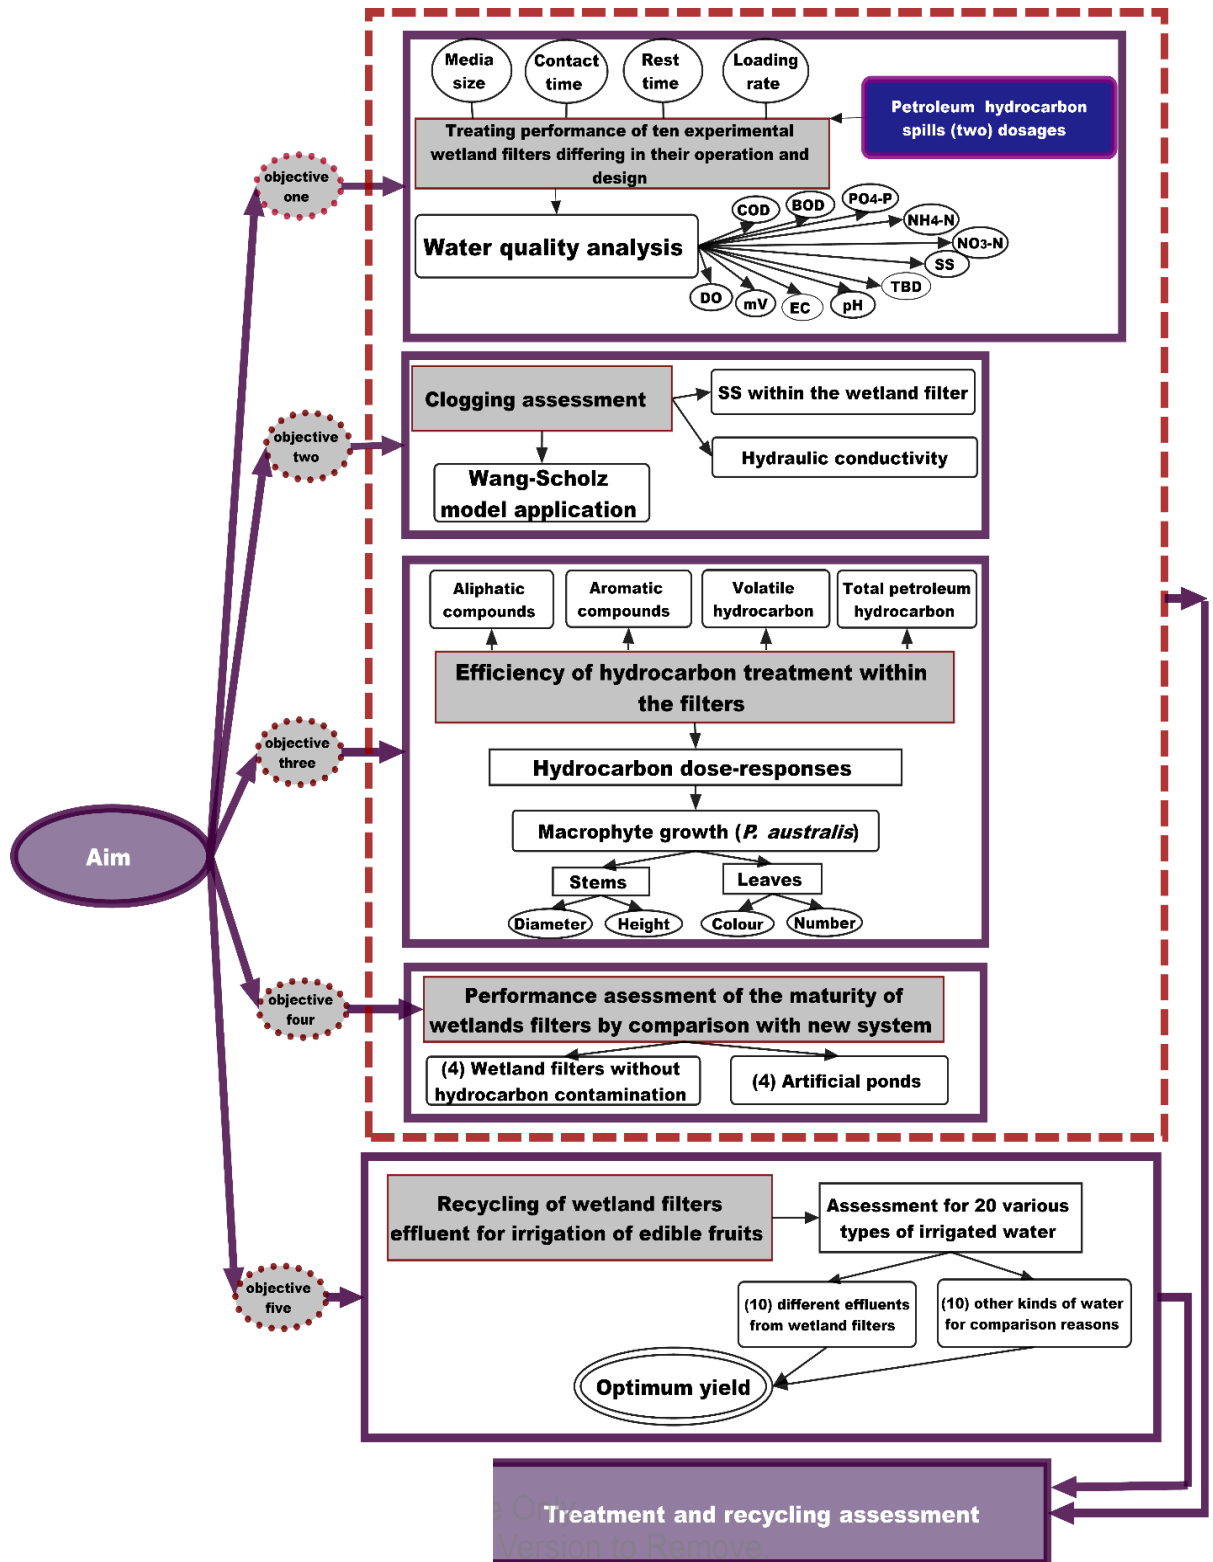 Media
size
Contact
time
Rest
time
Loading
rate
Petroleum hydrocarbon
spills (two) dosages
Treating performance of ten experimental
wetland filters differing in their operation and
design
objective
one
Water quality analysis
COD
BOD
PO4-P
NH4-N
NO3-N
SS
TBD
pH
EC
mV
DO
objective
two
Clogging assessment
SS within the wetland filter
Hydraulic conductivity
Wang-Scholz
model application
Aliphatic
compounds
Aromatic
compounds
Volatile
hydrocarbon
Total petroleum
hydrocarbon
Efficiency of hydrocarbon treatment within
the filters
objective
three
Hydrocarbon dose-responses
Macrophyte growth (P. australis)
Stems
Leaves
Diameter
Height
Colour
Number
Aim
objective
four
Performance asessment of the maturity of
wetlands filters by comparison with new system
(4) Wetland filters without
hydrocarbon contamination
(4) Artificial ponds
Recycling of wetland filters
effluent for irrigation of edible fruits
Assessment for 20 various
types of irrigated water
objective
five
(10) different effluents
from wetland filters
(10) other kinds of water
for comparison reasons
Optimum yield
Treatment and recycling assessment
e Only.
Version to Remove.